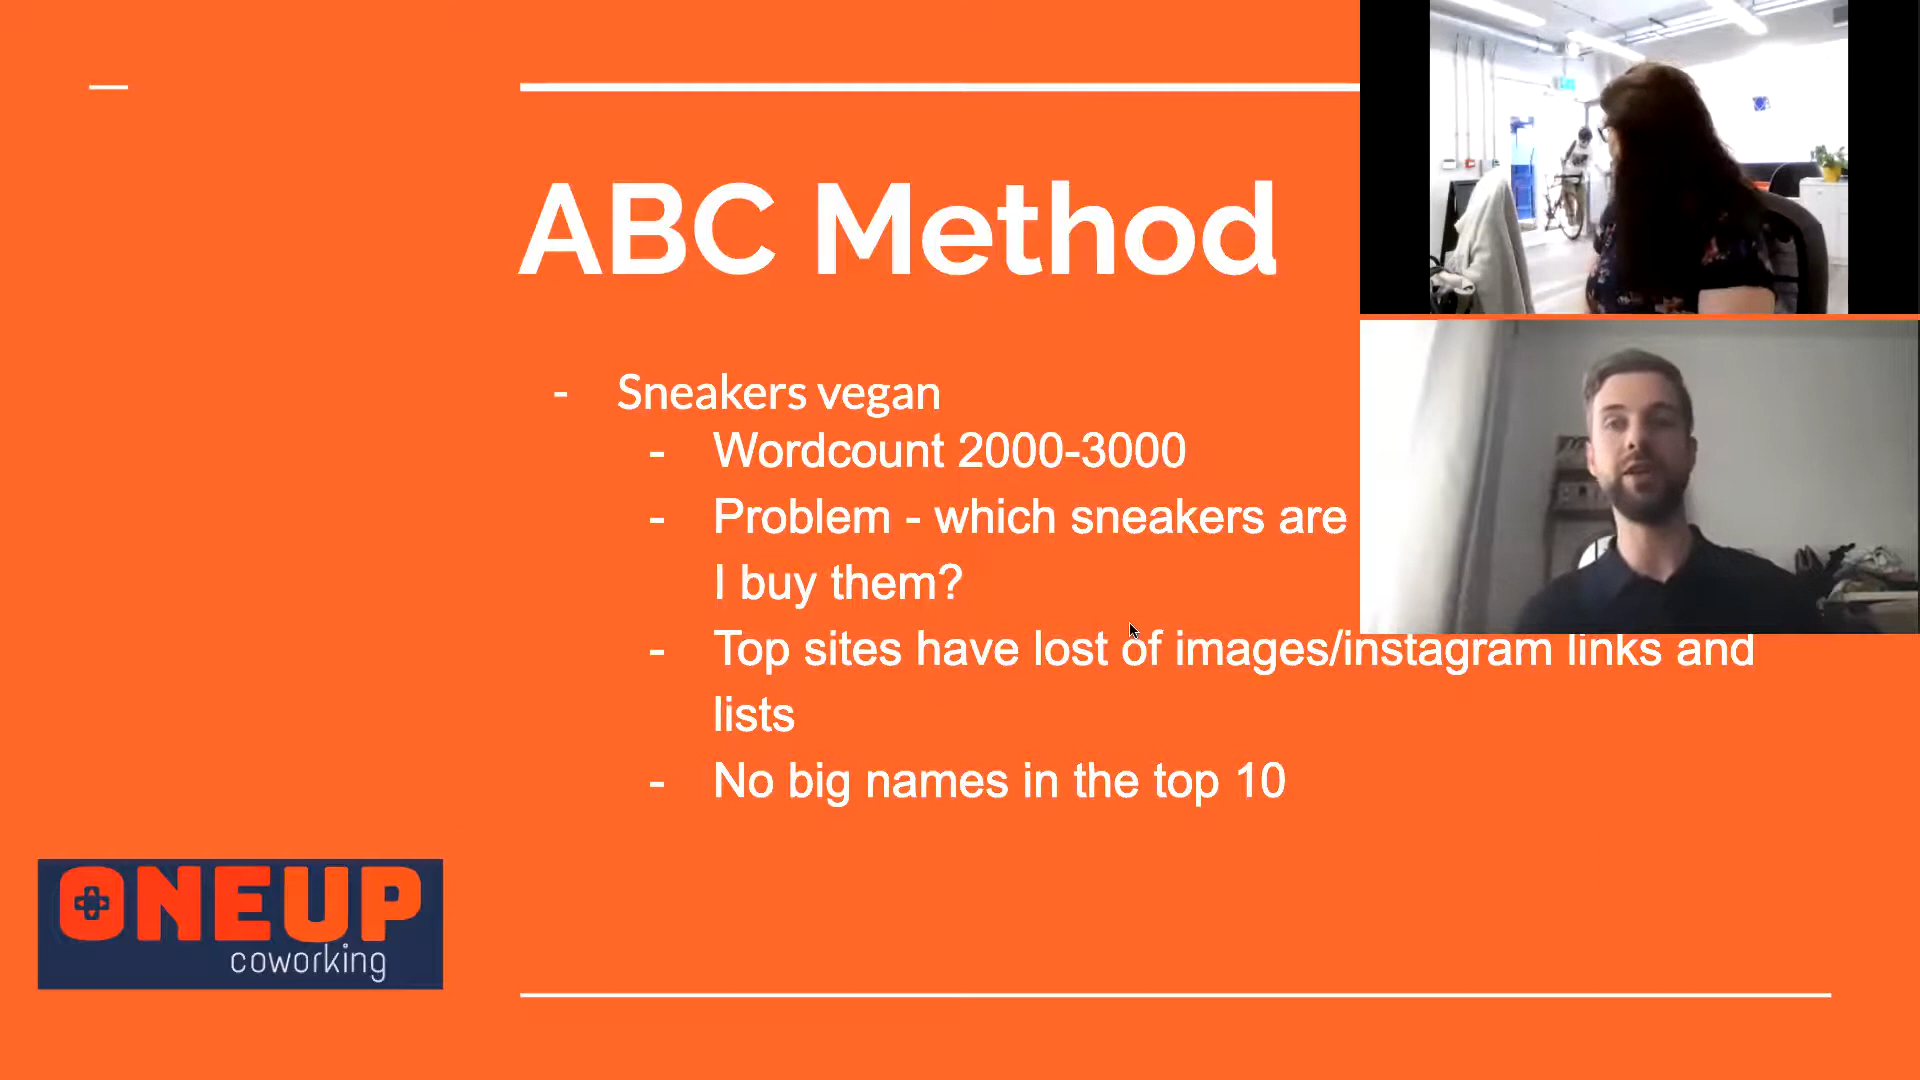 ABC Method
- Sneakers vegan
- Wordcount 2000-3000
- Problem - which sneakers are
I buy them?
- Top sites have lost of images/instagram links and
lists
- No big names in the top 10
ONEUP
coworking